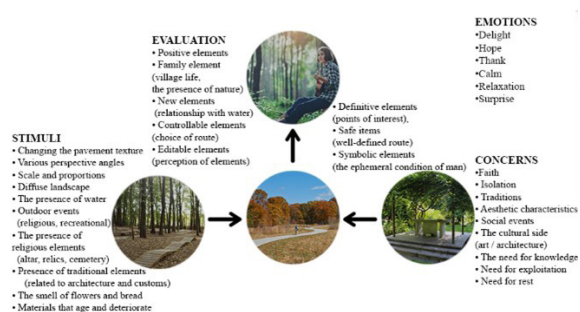 EVALUATION
• Positive elements
• Family element
(village life,
the presence of nature)
• New elements
(relationship with water)
• Controllable elements
(choice of route)
• Editable elements
(perception of elements)
• Definitive elements
(points of interest),
• Safe items
(well-defined route)
• Symbolic elements
(the ephemeral condition of man)
EMOTIONS
•Delight
•Hope
•Thank
•Calm
•Relaxation
•Surprise
STIMULI
• Changing the pavement texture
• Various perspective angles
• Scale and proportions
• Diffuse landscape
• The presence of water
• Outdoor events
(religious, recreational)
• The presence of
religious elements
(altar, relics, cemetery)
• Presence of traditional elements
(related to architecture and customs)
• The smell of flowers and bread
• Materials that age and deteriorate
CONCERNS
•Faith
• Isolation
• Traditions
• Aesthetic characteristics
• Social events
• The cultural side
(art / architecture)
• The need for knowledge
• Need for exploitation
• Need for rest